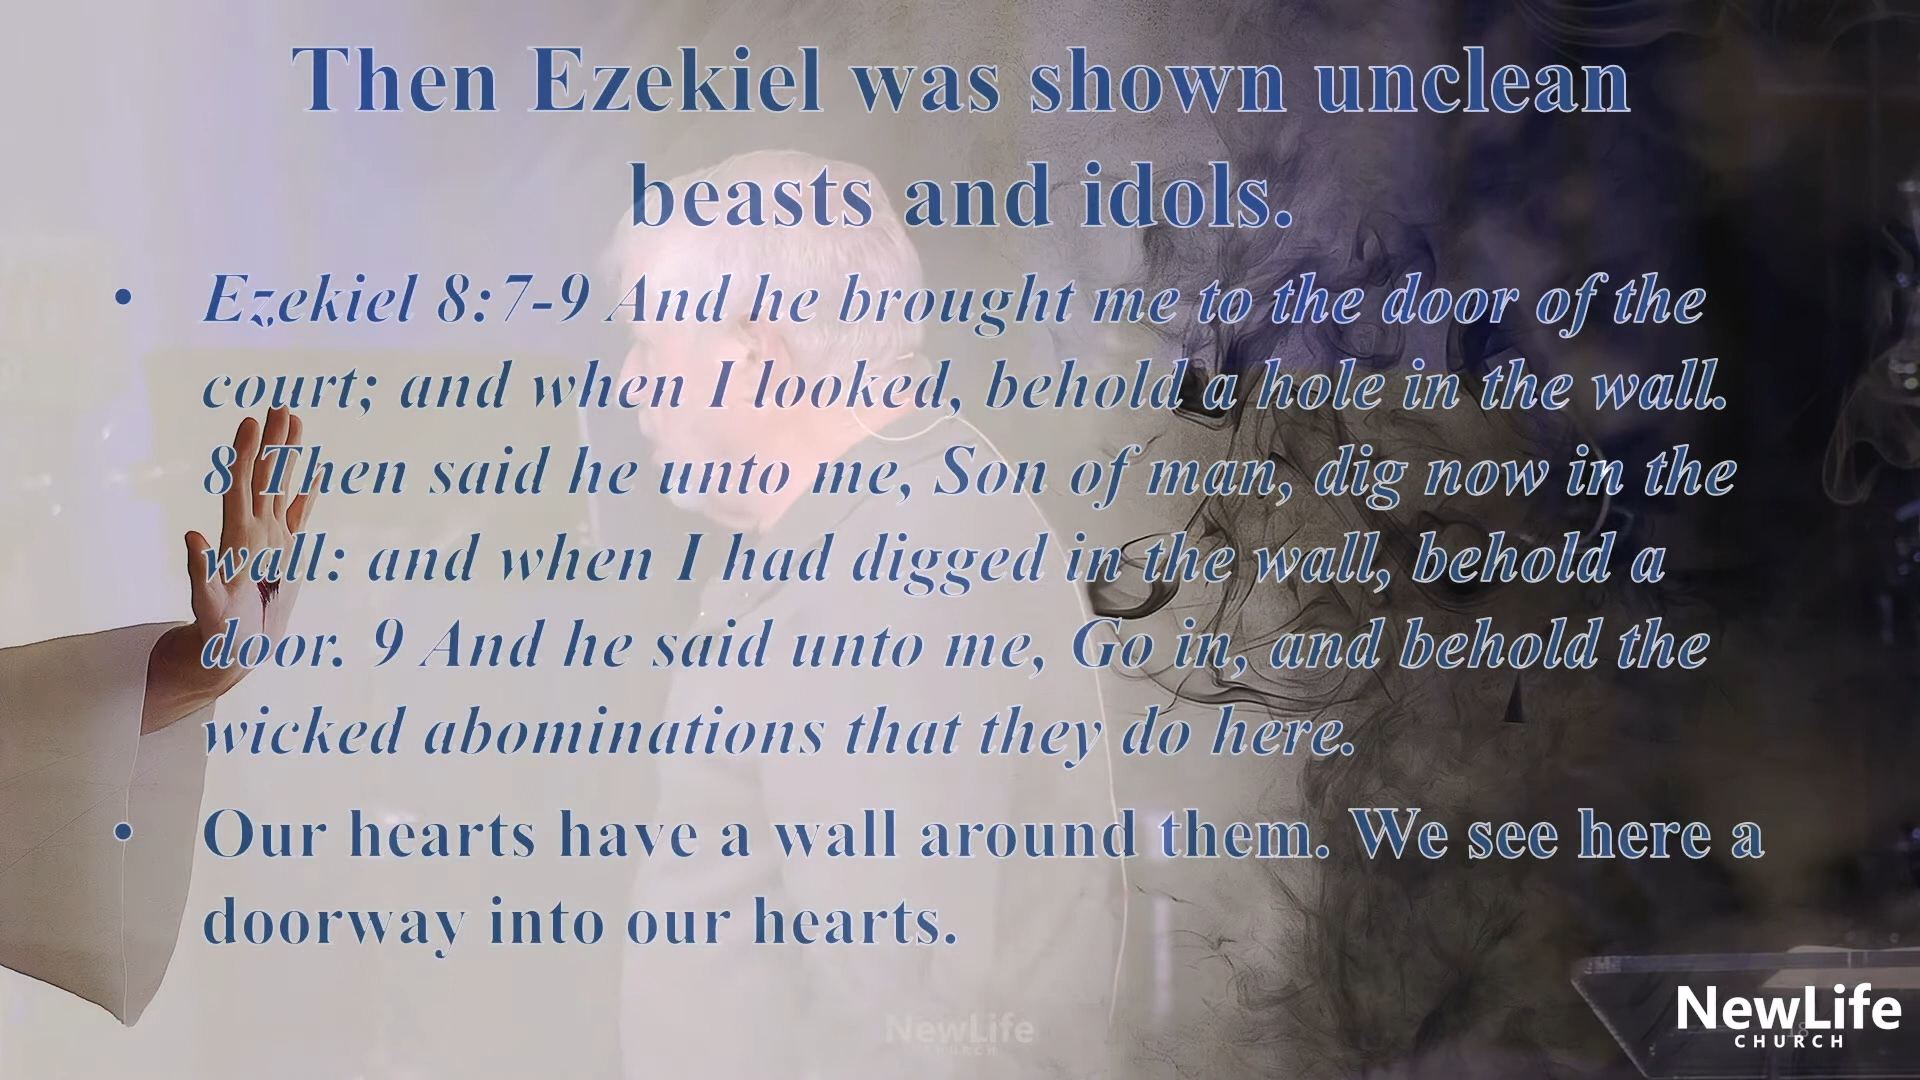 Then Ezekiel was shown unclean
beasts and idols.
• Ezekiel 8:7-9 And he brought me to the door of the
court; and when I looked, behold a hole in the wall.
8 Then said he unto me, Son of man, dig now in the
wall: and when I had digged in the wall, behold a
door. 9 And he said unto me, Go in, and behold the
wicked abominations that they do here.
• Our hearts have a wall around them. We see here a
doorway into our hearts.
NewLife
CHURCH
NewLife
CHURCH